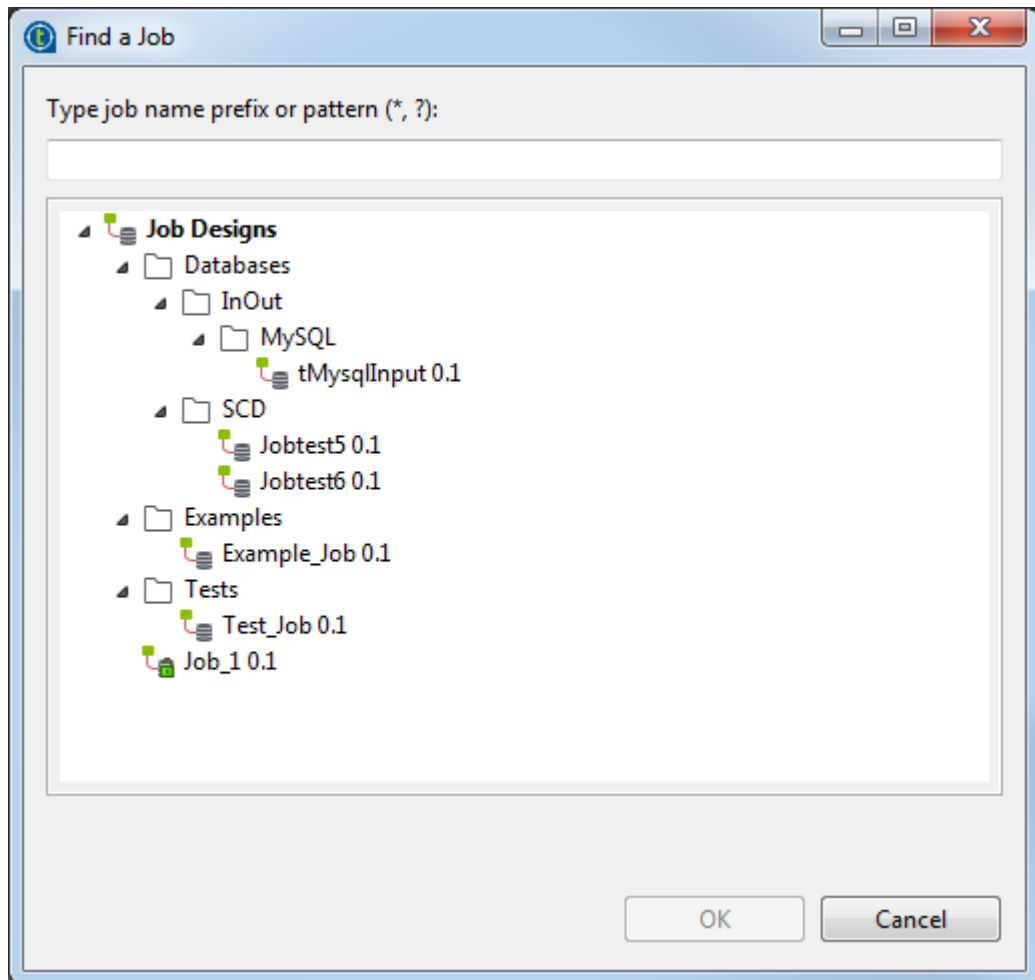 Find a Job
Type job name prefix or pattern (*, ?):
Job Designs
Databases
InOut
MySQL
tMysqlInput 0.1
SCD
Jobtest5 0.1
Jobtest6 0.1
Examples
Example_Job 0.1
Tests
Test_Job 0.1
Job_1 0.1
OK
Cancel